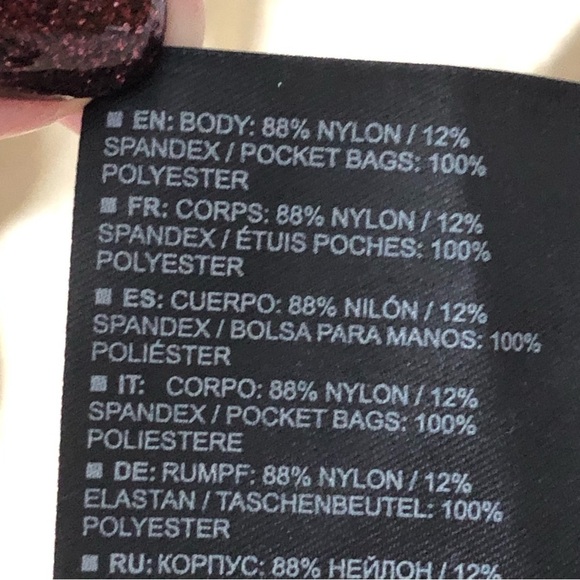 EN: BODY: 88% NYLON / 12%
SPANDEX / POCKET BAGS: 100%
POLYESTER
FR: CORPS: 88% NYLON / 12%
SPANDEX / ÉTUIS POCHES: 100%
POLYESTER
ES: CUERPO: 88% NILÓN / 12%
SPANDEX / BOLSA PARA MANOS: 100%
POLIÉSTER
IT: CORPO: 88% NYLON / 12%
SPANDEX / POCKET BAGS: 100%
POLIESTERE
DE: RUMPF: 88% NYLON / 12%
ELASTAN / TASCHENBEUTEL: 100%
POLYESTER
RU: КОРПУС: 88% НЕЙЛОН / 12%